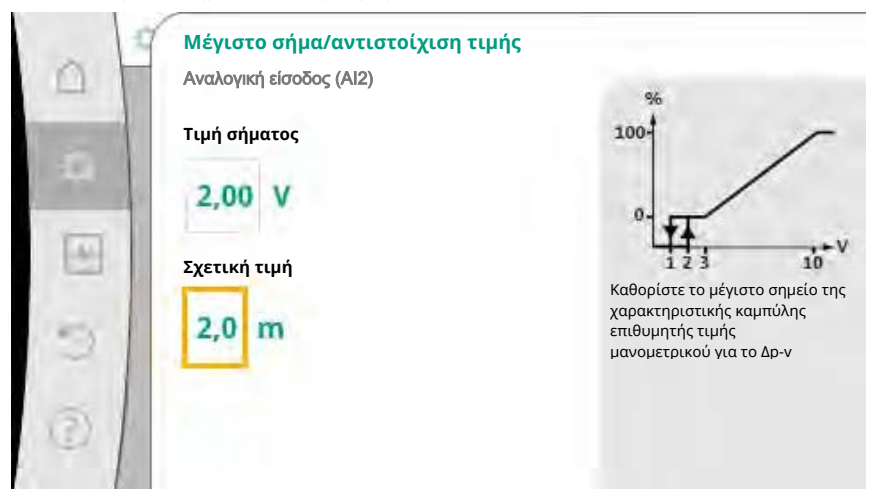 Μέγιστο σήμα/αντιστοίχιση τιμής
Αναλογική είσοδος (AI2)
Τιμή σήματος
2,00 V
Σχετική τιμή
2,0 m
%
100
0
1 2 3 10 V
Καθορίστε το μέγιστο σημείο της
χαρακτηριστικής καμπύλης
επιθυμητής τιμής
μανομετρικού για το Δp-v
?